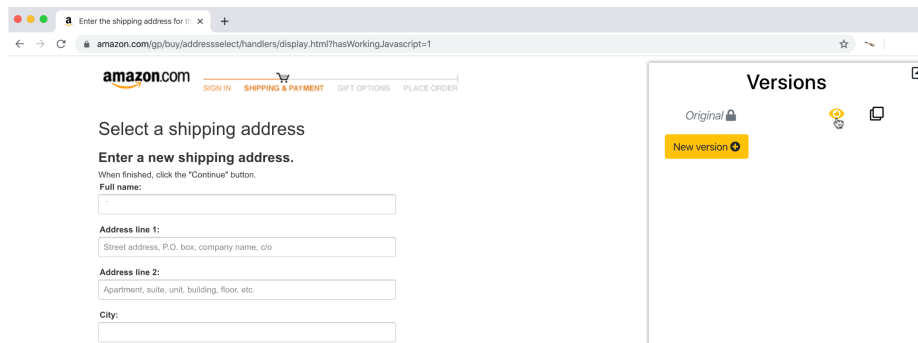 Enter the shipping address for th
amazon.com/gp/buy/addressselect/handlers/display.html?hasWorkingJavascript=1
amazon.com
SIGN IN SHIPPING & PAYMENT GIFT OPTIONS PLACE ORDER
Select a shipping address
Enter a new shipping address.
When finished, click the "Continue" button.
Full name:
Address line 1:
Street address, P.O. box, company name, c/o
Address line 2:
Apartment, suite, unit, building, floor, etc.
City:
Versions
Original
New version